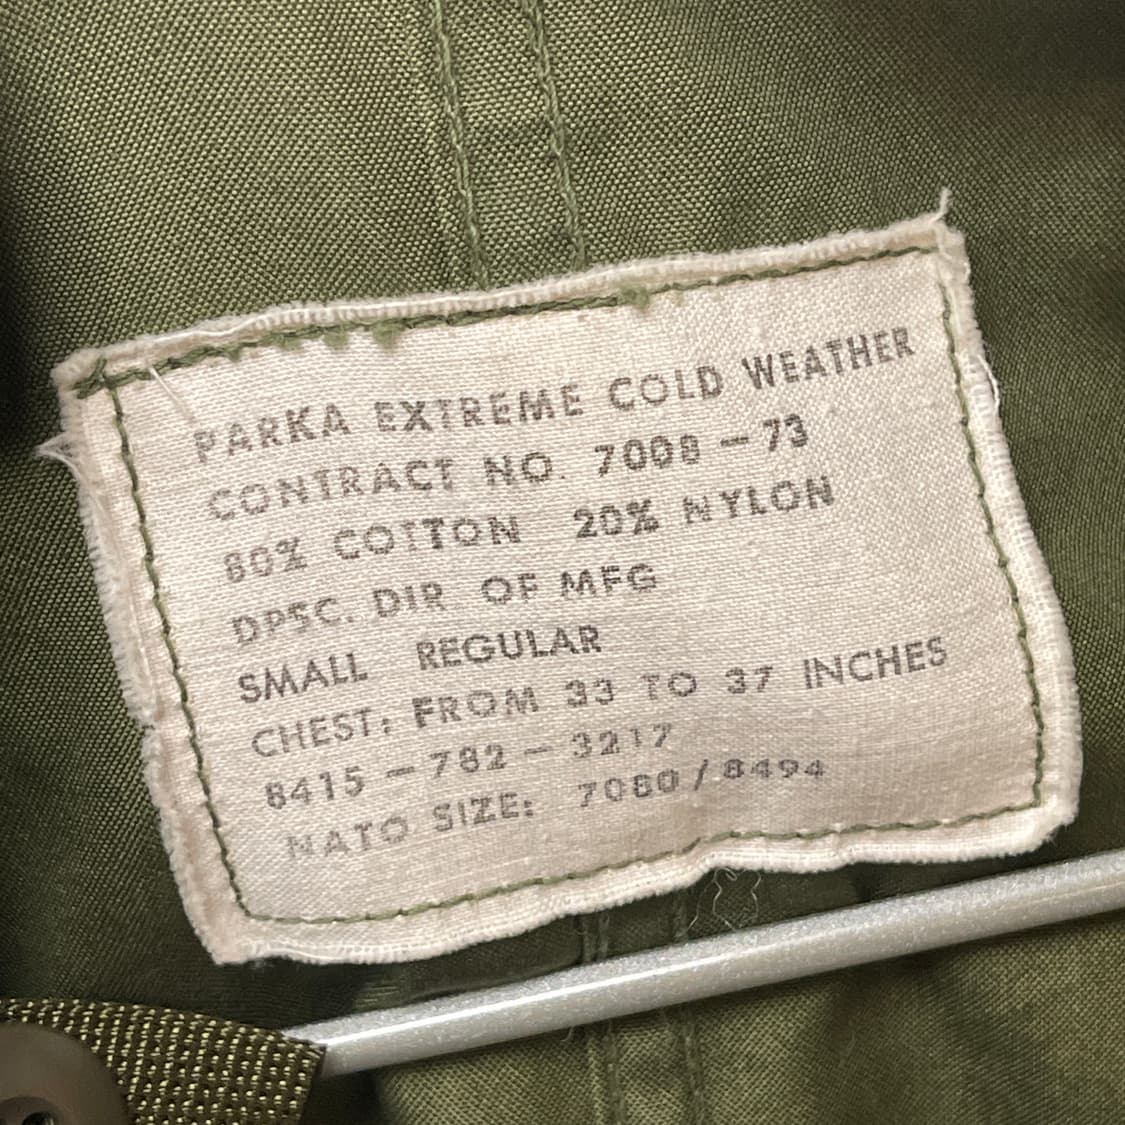 PARKA EXTREME COLD WEATHER
CONTRACT NO. 7008 – 73
80% COTTON 20% NYLON
DPSC. DIR OF MFG
SMALL REGULAR
CHEST: FROM 33 TO 37 INCHES
8415 – 782 – 3217
NATO SIZE: 7080 / 8494